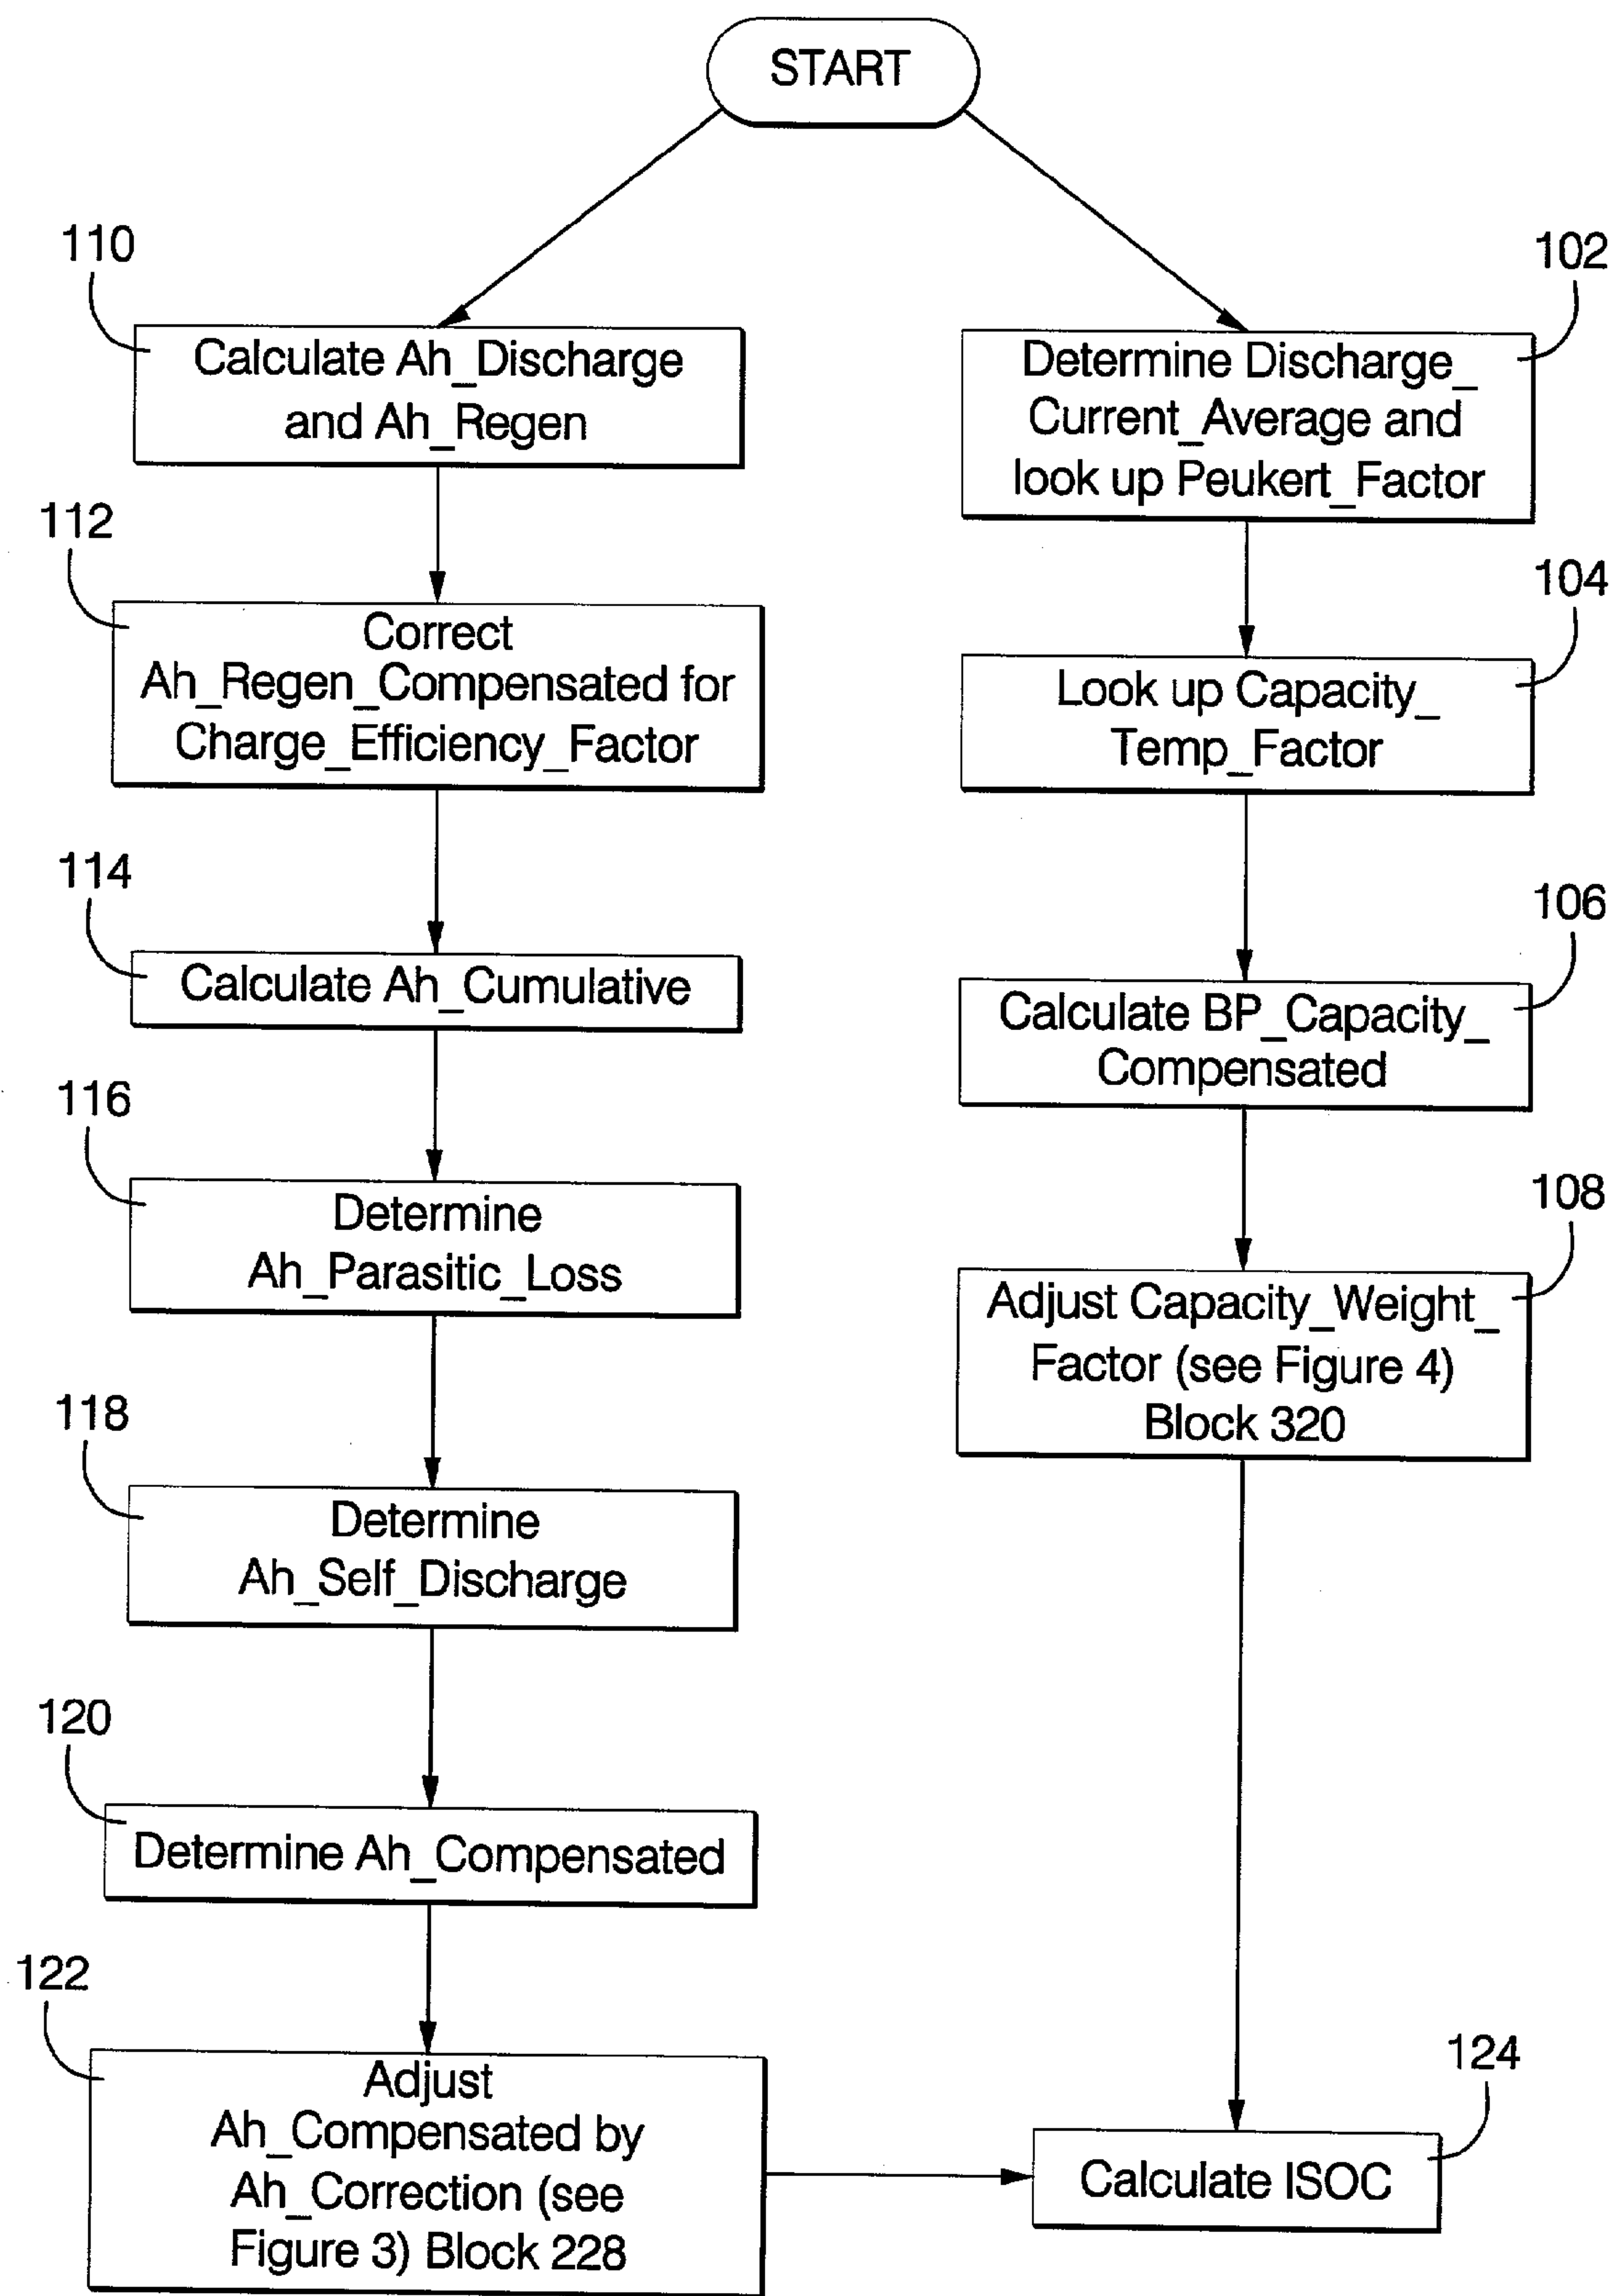 START
110
Calculate Ah_Discharge
and Ah_Regen
112
Correct
Ah_Regen_Compensated for
Charge_Efficiency_Factor
114
Calculate Ah_Cumulative
116
Determine
Ah_Parasitic_Loss
118
Determine
Ah_Self_Discharge
120
Determine Ah_Compensated
122
Adjust
Ah_Compensated by
Ah_Correction (see
Figure 3) Block 228
102
Determine Discharge_
Current_Average and
look up Peukert_Factor
104
Look up Capacity_
Temp_Factor
106
Calculate BP_Capacity_
Compensated
108
Adjust Capacity_Weight_
Factor (see Figure 4)
Block 320
124
Calculate ISOC